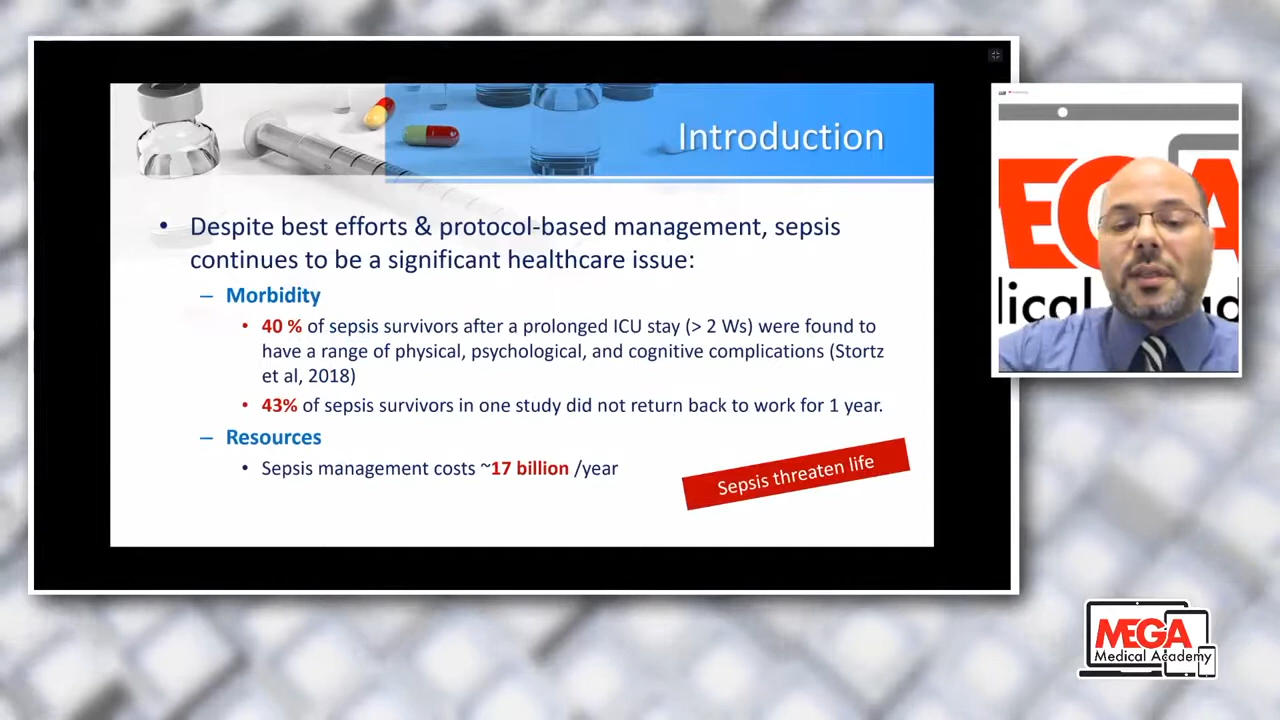 Introduction
• Despite best efforts & protocol-based management, sepsis
continues to be a significant healthcare issue:
– Morbidity
• 40 % of sepsis survivors after a prolonged ICU stay (> 2 Ws) were found to
have a range of physical, psychological, and cognitive complications (Stortz
et al, 2018)
• 43% of sepsis survivors in one study did not return back to work for 1 year.
– Resources
• Sepsis management costs ~17 billion /year
Sepsis threaten life
MEGA
Medical Academy